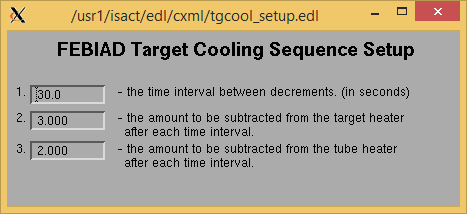 /usr1/isact/edl/cxml/tgcool_setup.edl
FEBIAD Target Cooling Sequence Setup
1. 30.0 - the time interval between decrements. (in seconds)
2. 3.000 - the amount to be subtracted from the target heater
after each time interval.
3. 2.000 - the amount to be subtracted from the tube heater
after each time interval.